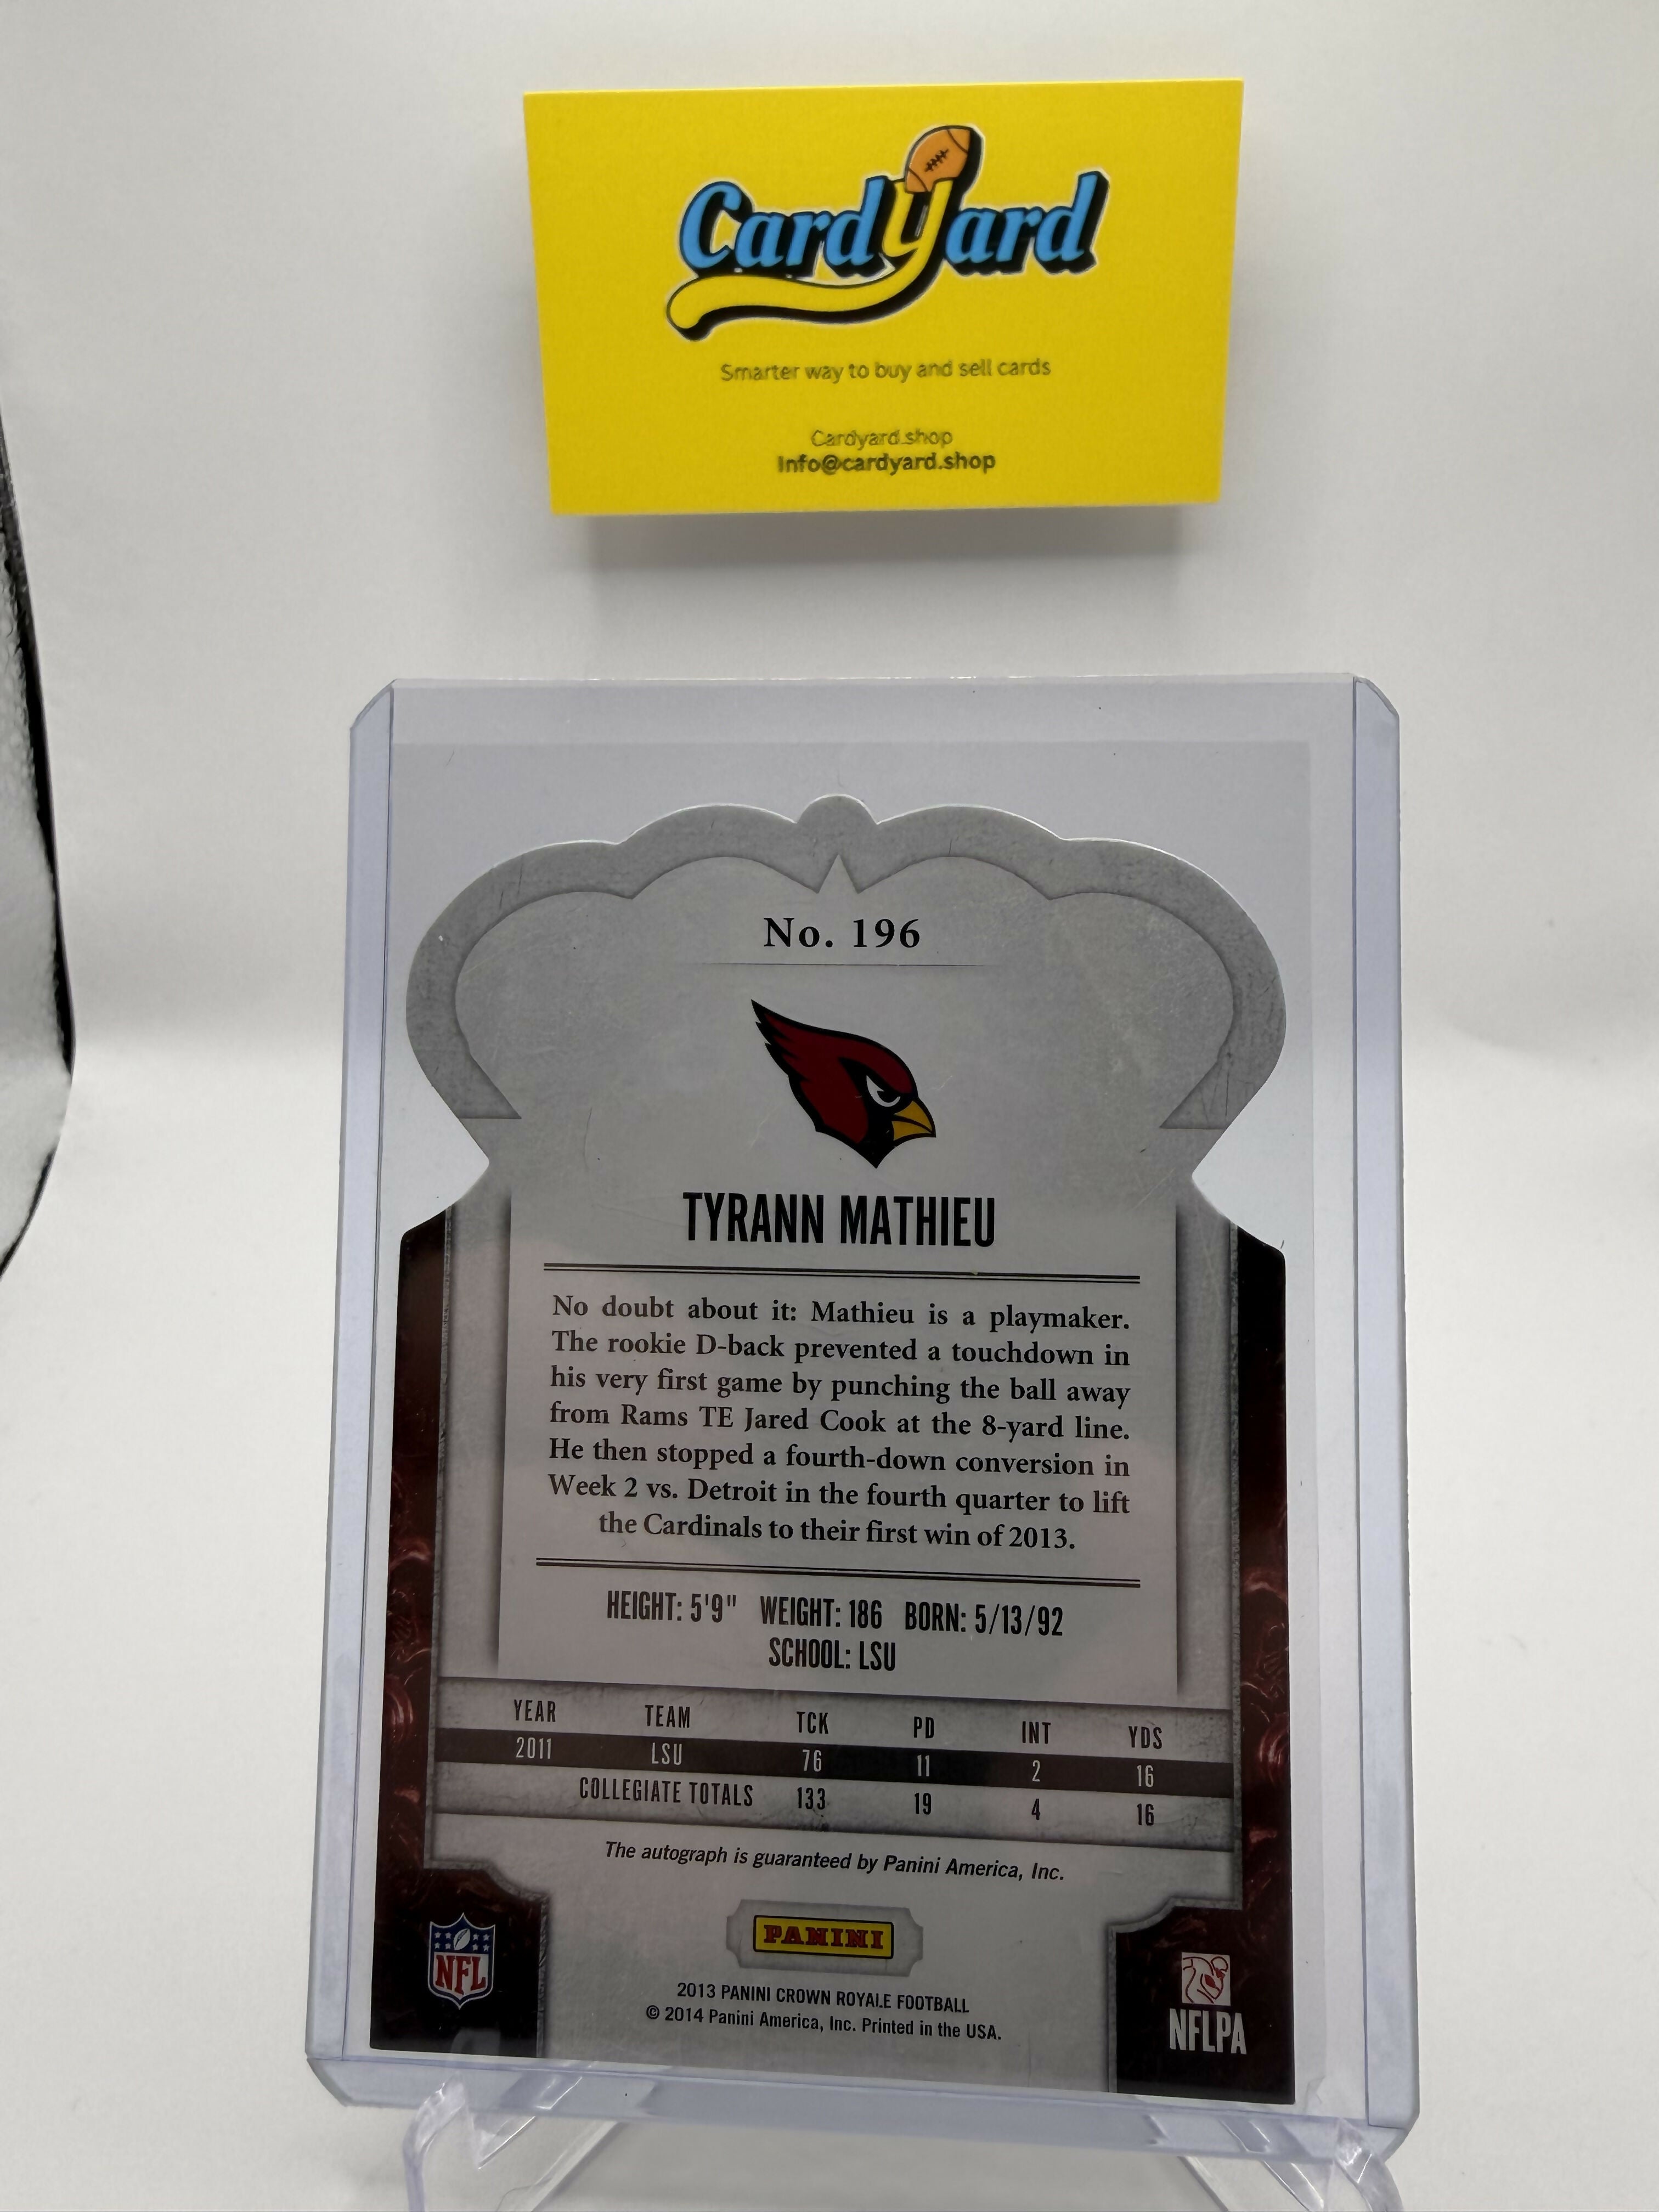 CardYard
Smarter way to buy and sell cards
Cardyard.shop
Info@cardyard.shop
No. 196
TYRANN MATHIEU
No doubt about it: Mathieu is a playmaker.
The rookie D-back prevented a touchdown in
his very first game by punching the ball away
from Rams TE Jared Cook at the 8-yard line.
He then stopped a fourth-down conversion in
Week 2 vs. Detroit in the fourth quarter to lift
the Cardinals to their first win of 2013.
HEIGHT: 5'9" WEIGHT: 186 BORN: 5/13/92
SCHOOL: LSU
YEAR TEAM TCK PD INT YDS
2011 LSU 76 11 2 16
COLLEGIATE TOTALS 133 19 4 16
The autograph is guaranteed by Panini America, Inc.
PANINI
NFL
2013 PANINI CROWN ROYALE FOOTBALL
© 2014 Panini America, Inc. Printed in the USA.
NFLPA